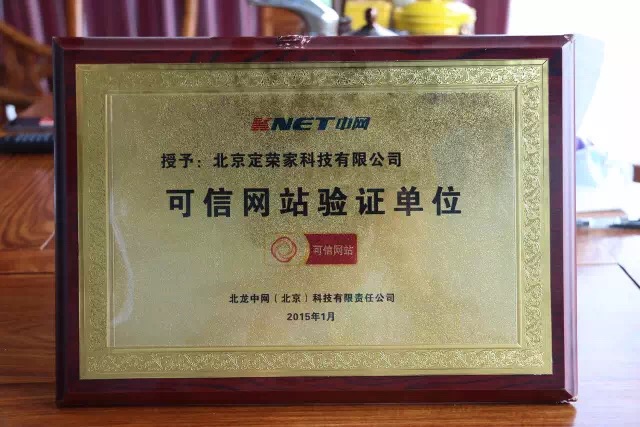 KNET中网
授予：北京定荣家科技有限公司
可信网站验证单位
可信网站
北龙中网（北京）科技有限责任公司
2015年1月